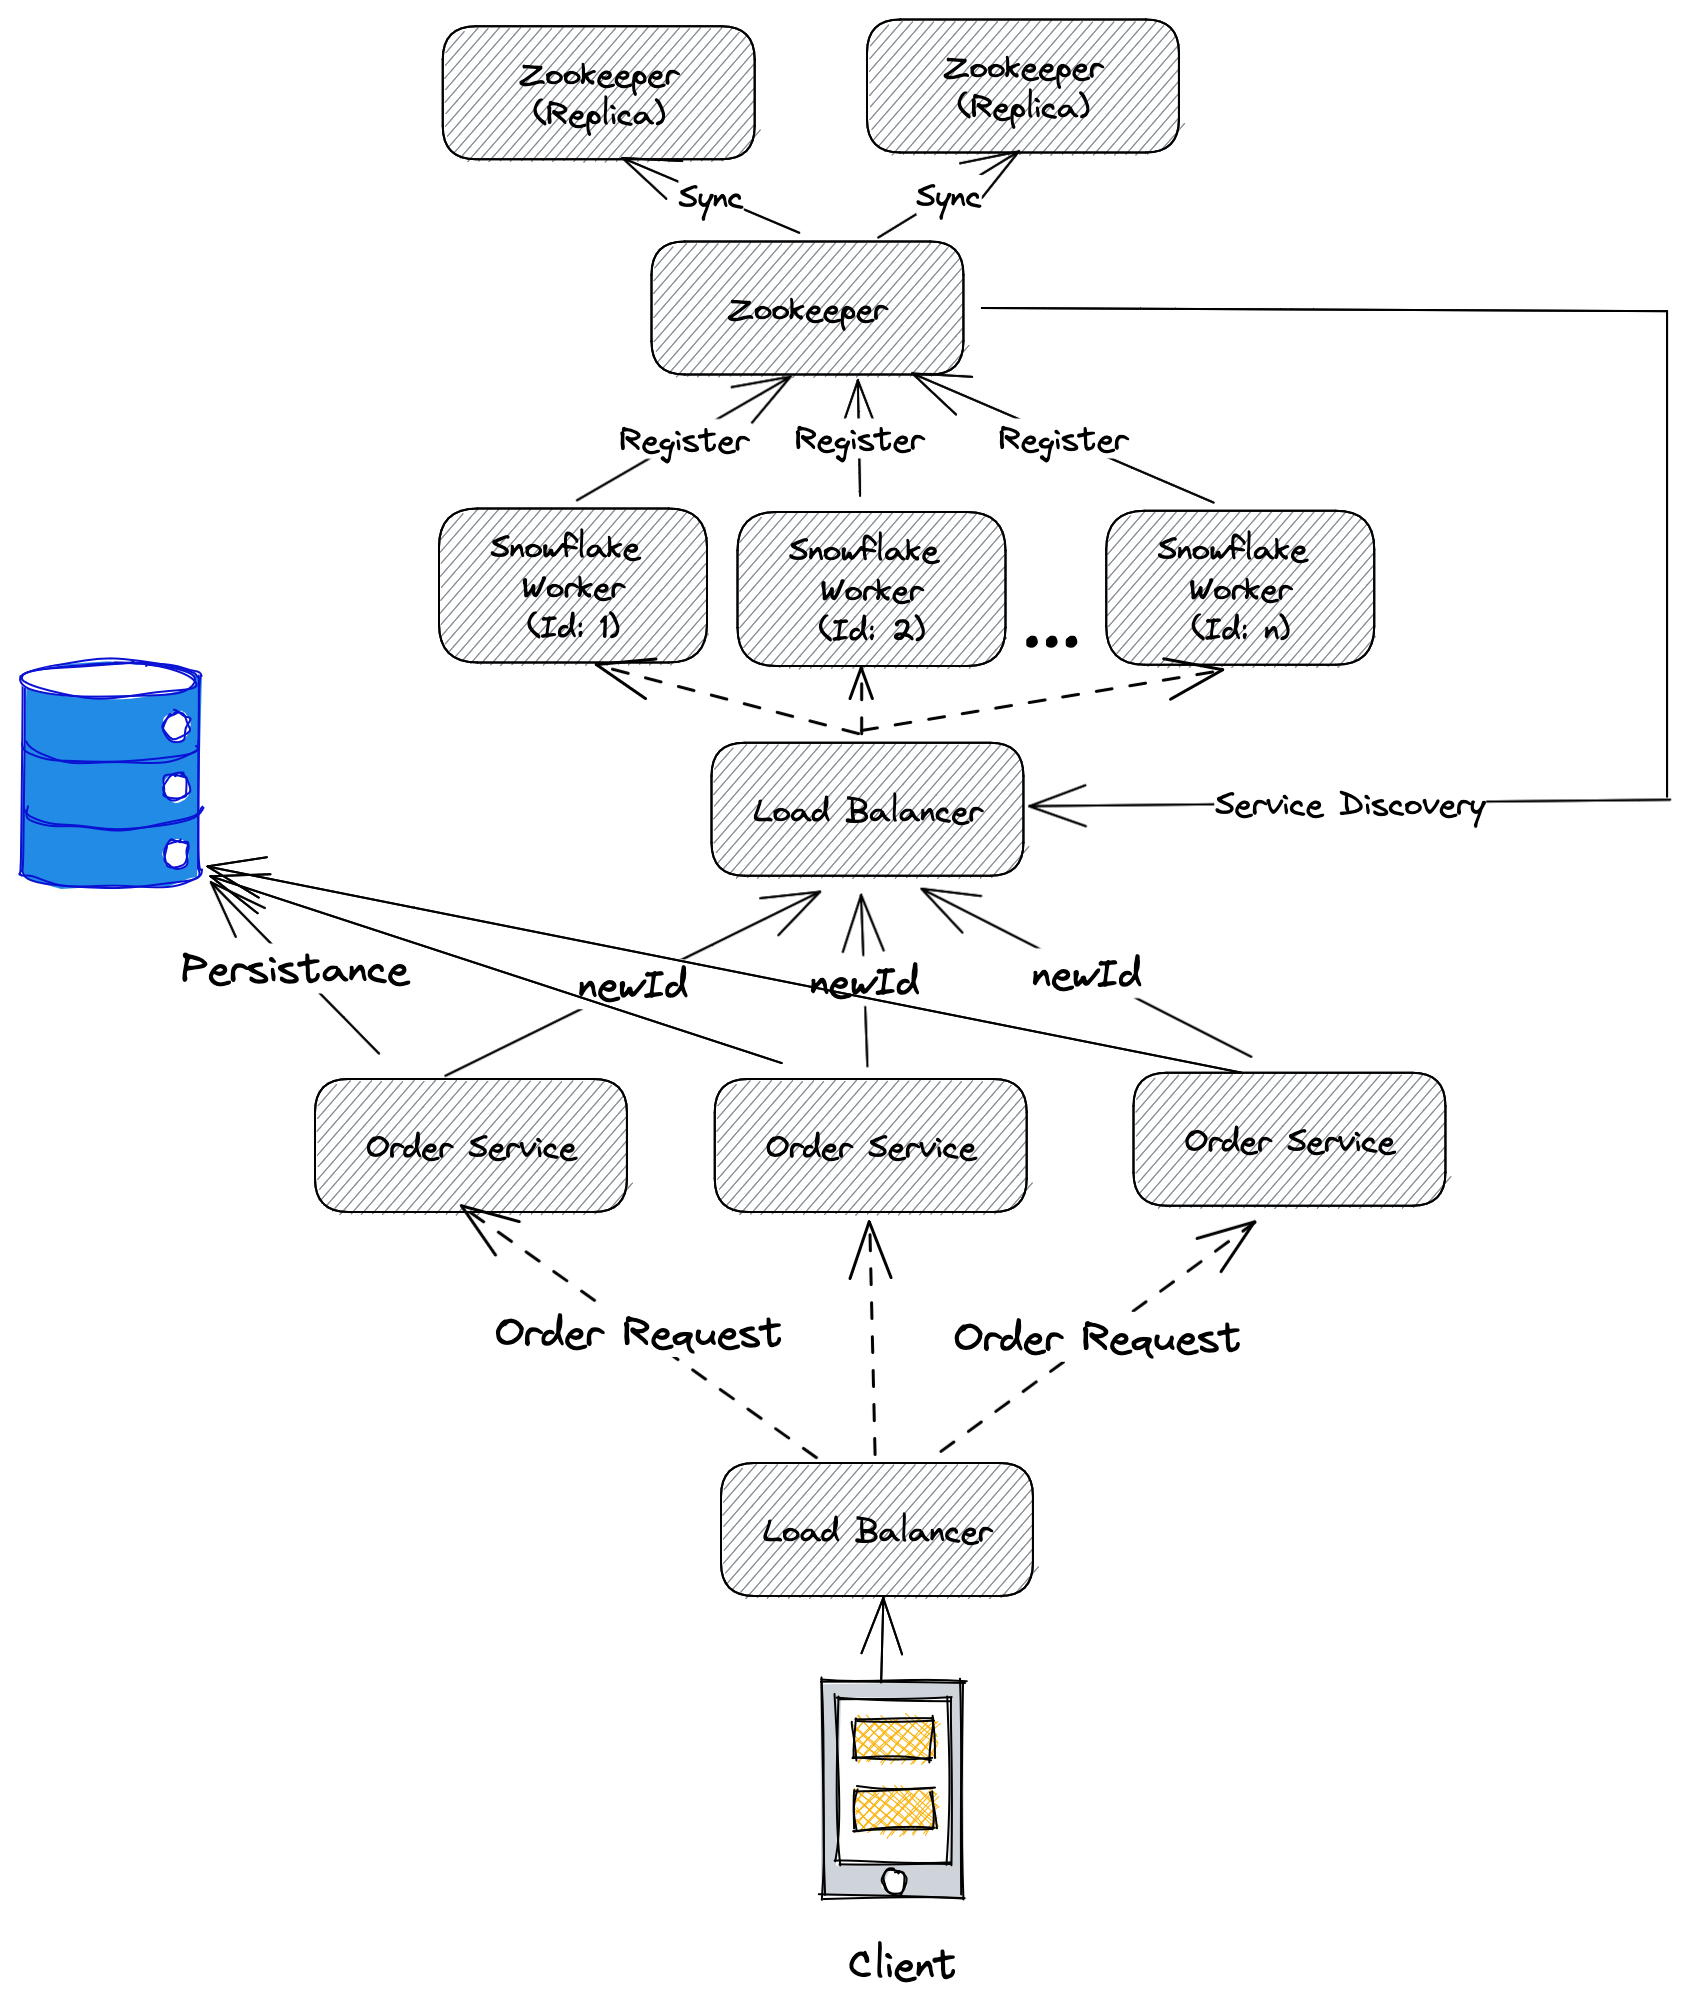 Zookeeper
(Replica)
Zookeeper
(Replica)
Sync
Sync
Zookeeper
Register
Register
Register
Snowflake
Worker
(Id: 1)
Snowflake
Worker
(Id: 2)
...
Snowflake
Worker
(Id: n)
Load Balancer
Service Discovery
Persistance
newId
newId
newId
Order Service
Order Service
Order Service
Order Request
Order Request
Load Balancer
Client